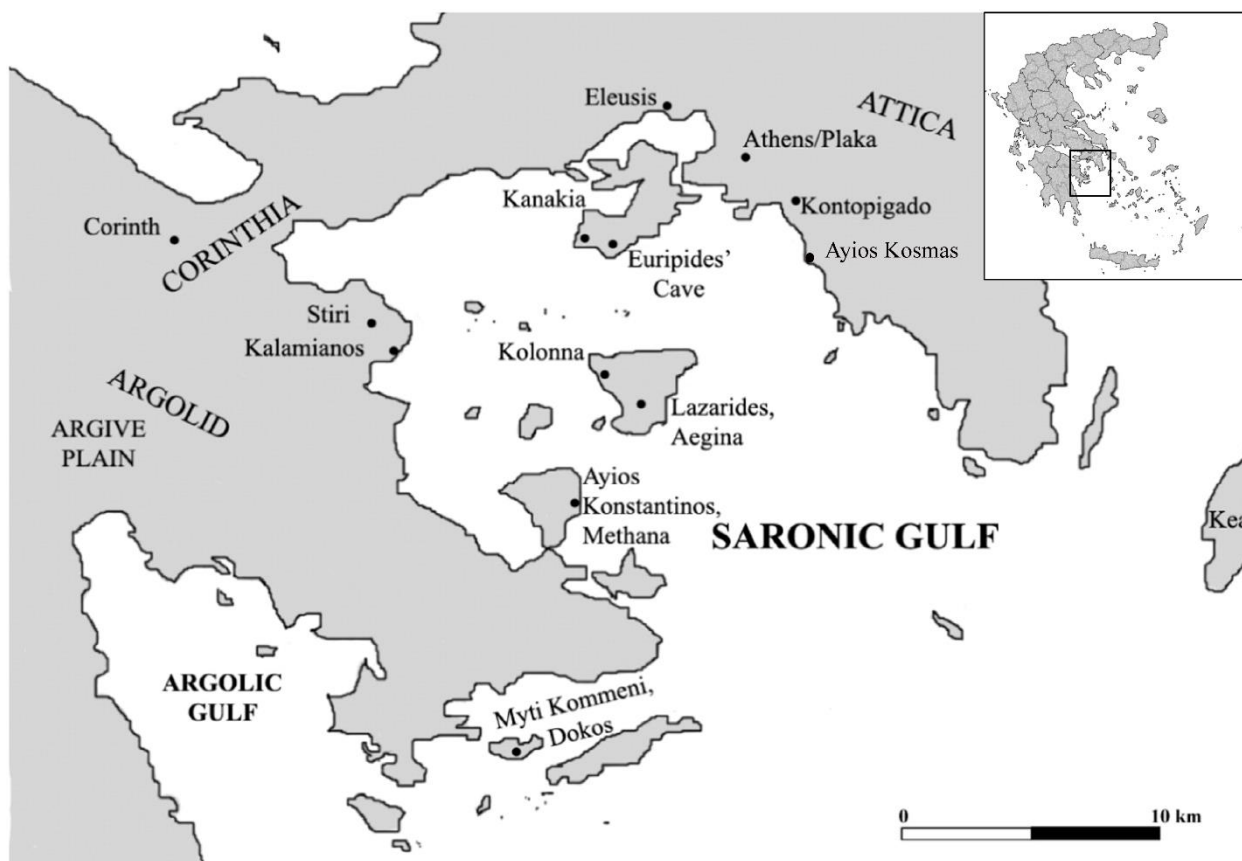 Eleusis
ATTICA
Athens/Plaka
Kanakia
Kontopigado
Corinth
CORINTHIA
Euripides'
Cave
Ayios Kosmas
Stiri
Kalamianos
Kolonna
ARGOLID
Lazarides,
Aegina
ARGIVE
PLAIN
Ayios
Konstantinos,
Methana
SARONIC GULF
Kea
ARGOLIC
GULF
Myti Kommeni,
Dokos
0
10 km